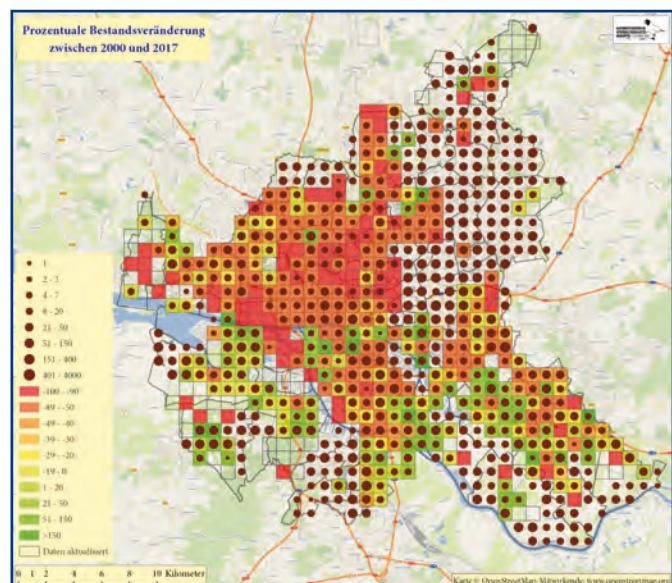 Prozentuale Bestandsveränderung
zwischen 2000 und 2017
1
2 - 3
4 - 7
8 - 20
21 - 50
51 - 150
151 - 400
401 - 4000
-100 - -90
-89 - -50
-49 - -40
-39 - -30
-29 - -20
-19 - 0
1 - 20
21 - 50
51 - 150
>150
Daten aktualisiert
0 1 2 4 6 8 10 Kilometer
Karte © OpenStreetMap-Mitwirkende: www.openstreetmap